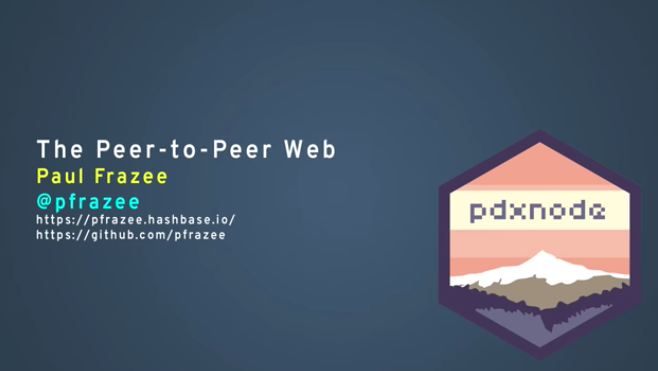 The Peer-to-Peer Web
Paul Frazee
@pfrazee
https://pfrazee.hashbase.io/
https://github.com/pfrazee
pdxnode